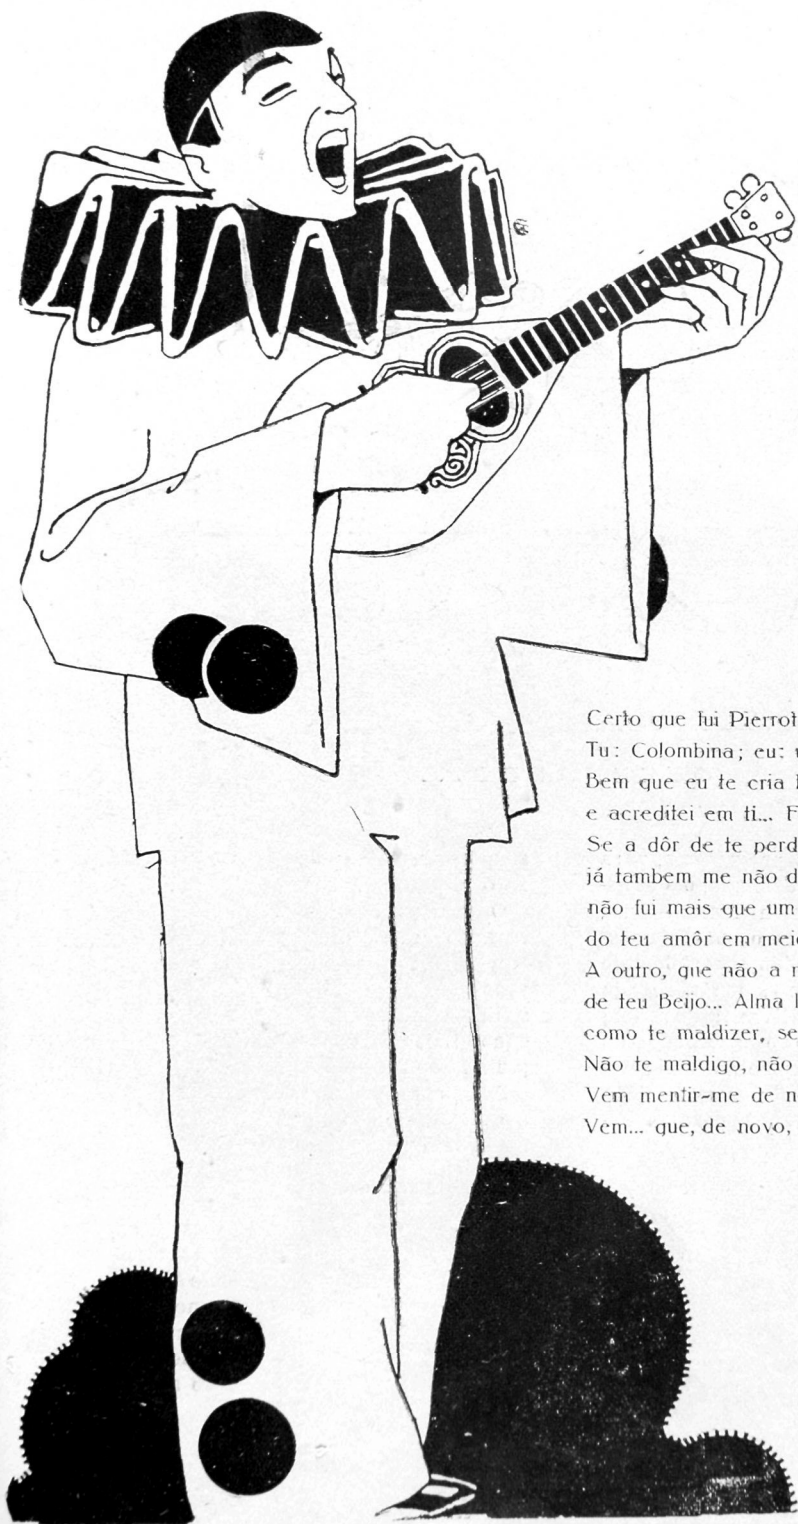 Certo que fui Pierrot
Tu: Colombina; eu:
Bem que eu te cria
e acreditei em ti...
Se a dôr de te perd
já tambem me não d
não fui mais que um
do teu amôr em meio
A outro, que não a
de teu Beijo... Alma
como te maldizer, se
Não te maldigo, não
Vem mentir-me de n
Vem... que, de novo,